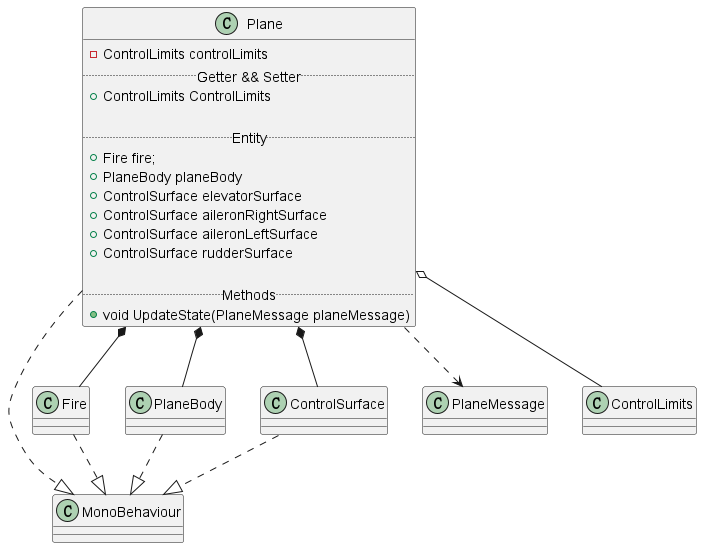 C Plane
ControlLimits controlLimits
Getter && Setter
ControlLimits ControlLimits
Entity
Fire fire;
PlaneBody planeBody
ControlSurface elevatorSurface
ControlSurface aileronRightSurface
ControlSurface aileronLeftSurface
ControlSurface rudderSurface
Methods
void UpdateState(PlaneMessage planeMessage)
C Fire
C PlaneBody
C ControlSurface
C PlaneMessage
C ControlLimits
C MonoBehaviour